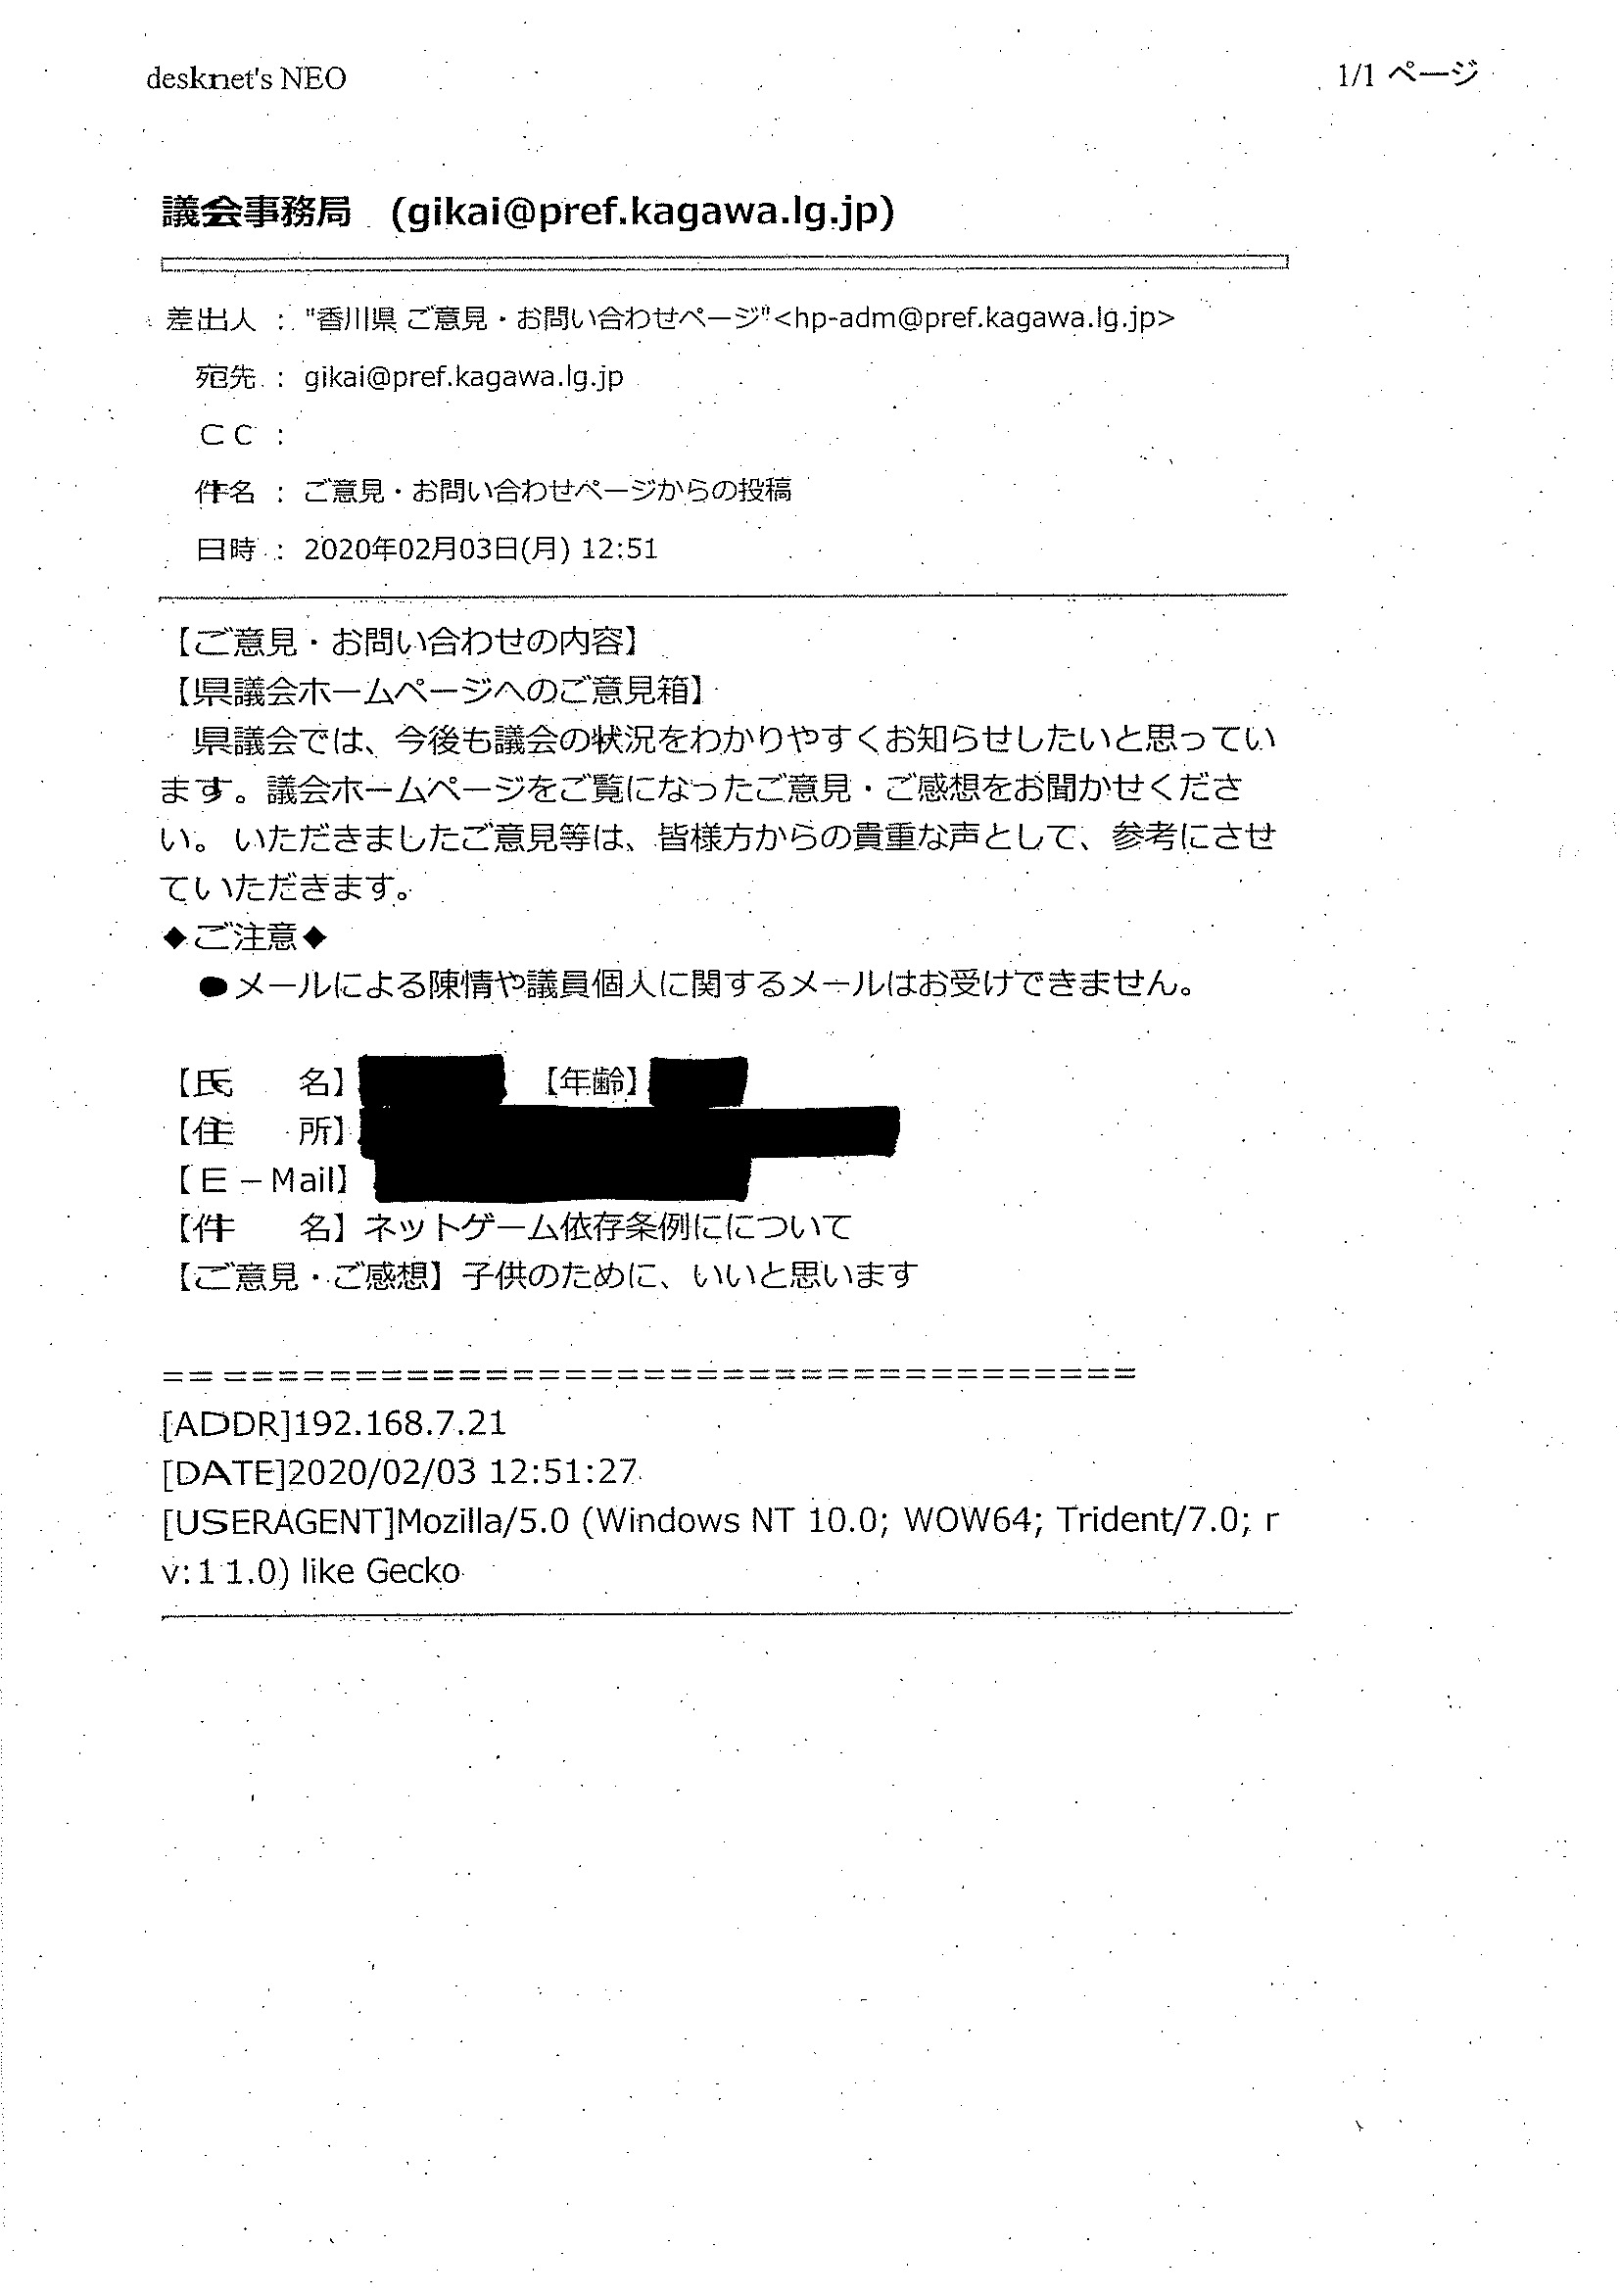 desknet's NEO
1/1 ページ
議会事務局 (gikai@pref.kagawa.lg.jp)
差出人 : "香川県 ご意見・お問い合わせページ"<hp-adm@pref.kagawa.lg.jp>
宛先 : gikai@pref.kagawa.lg.jp
ＣＣ :
件名 : ご意見・お問い合わせページからの投稿
日時 : 2020年02月03日(月) 12:51
【ご意見・お問い合わせの内容】
【県議会ホームページへのご意見箱】
県議会では、今後も議会の状況をわかりやすくお知らせしたいと思ってい
ます。議会ホームページをご覧になったご意見・ご感想をお聞かせくださ
い。いただきましたご意見等は、皆様方からの貴重な声として、参考にさせ
ていただきます。
◆ご注意◆
●メールによる陳情や議員個人に関するメールはお受けできません。
【氏　　名】 【年齢】
【住　　所】
【Ｅ－Mail】
【件　　名】ネットゲーム依存条例にについて
【ご意見・ご感想】子供のために、いいと思います
=====================================
[ADDR]192.168.7.21
[DATE]2020/02/03 12:51:27
[USERAGENT]Mozilla/5.0 (Windows NT 10.0; WOW64; Trident/7.0; r
v:11.0) like Gecko